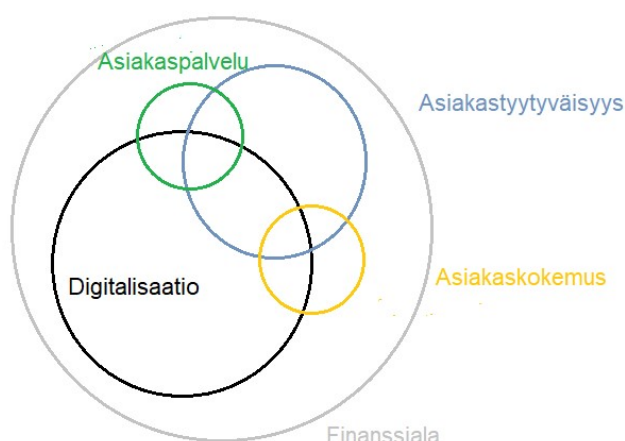 Asiakaspalvelu
Asiakastyytyväisyys
Asiakaskokemus
Digitalisaatio
Finanssiala